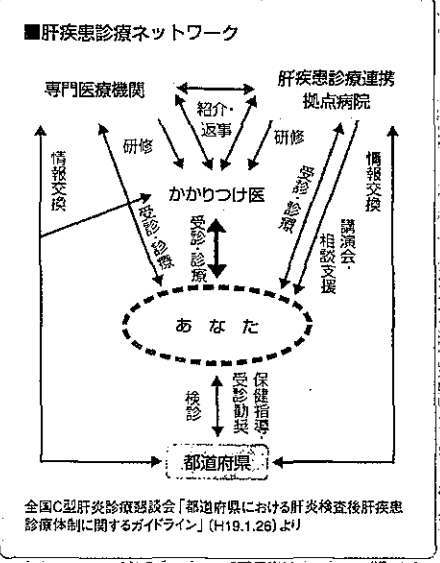 ■肝疾患診療ネットワーク
専門医療機関
肝疾患診療連携
拠点病院
紹介・
返事
研修
研修
情報交換
情報交換
かかりつけ医
受診・診療
受診・診療
受診・診療
講演会・
相談支援
あなた
検診
保健指導・
受診勧奨
都道府県
全国C型肝炎診療懇談会「都道府県における肝炎検査後肝疾患
診療体制に関するガイドライン」(H19.1.26)より